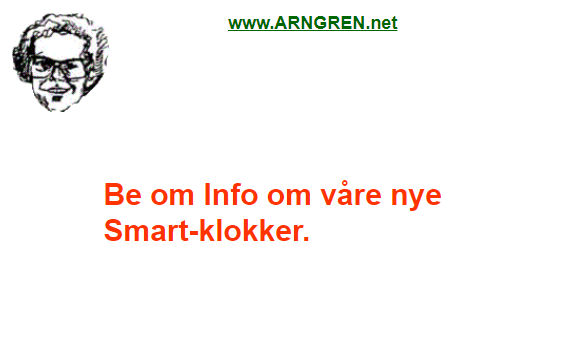 www.ARNGREN.net
Be om Info om våre nye
Smart-klokker.